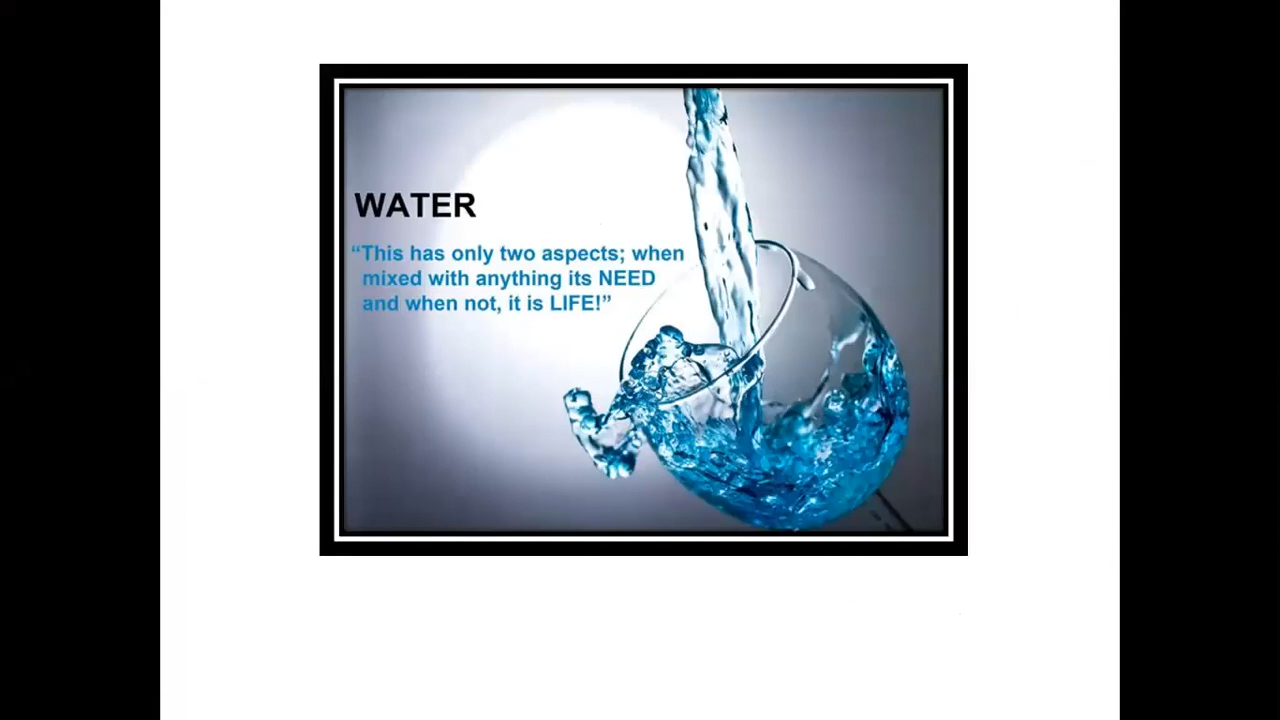 WATER
“This has only two aspects; when
mixed with anything its NEED
and when not, it is LIFE!”